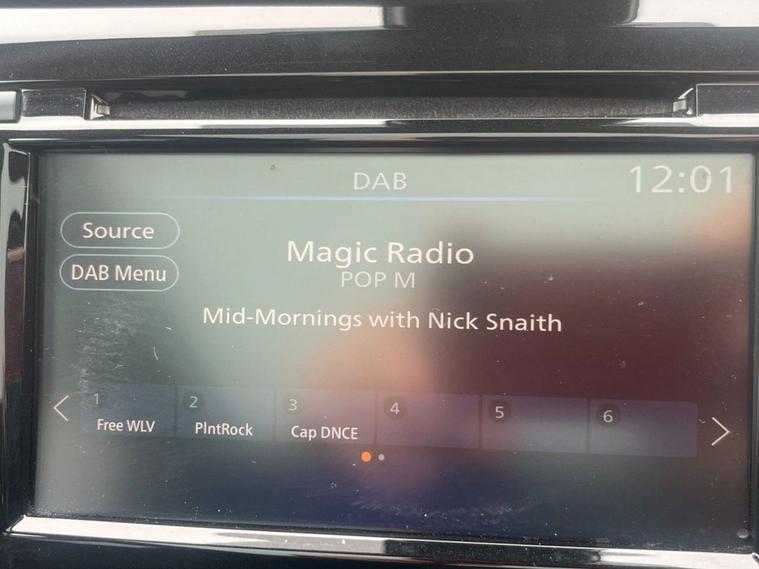 DAB
12:01
Source
DAB Menu
Magic Radio
POP M
Mid-Mornings with Nick Snaith
1
Free WLV
2
PlntRock
3
Cap DNCE
4
5
6